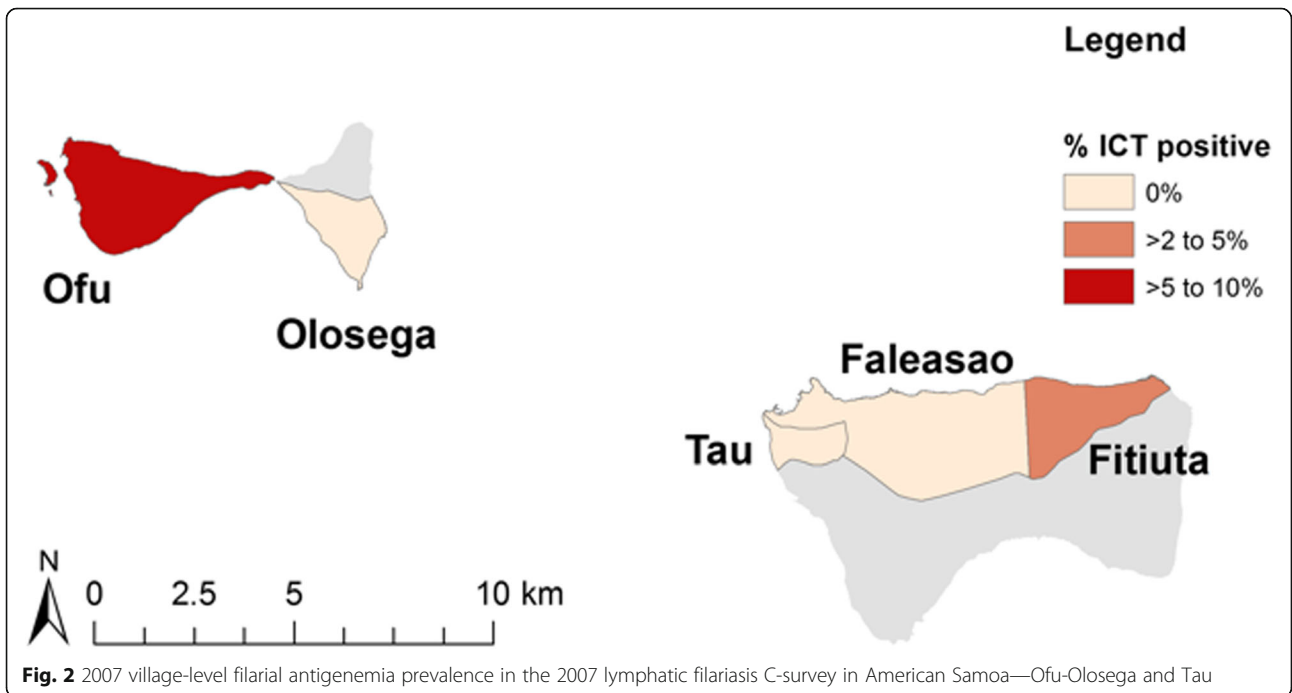 Legend
% ICT positive
0%
>2 to 5%
>5 to 10%
Ofu
Olosega
Faleasao
Tau
Fitiuta
N
0 2.5 5 10 km
Fig. 2 2007 village-level filarial antigenemia prevalence in the 2007 lymphatic filariasis C-survey in American Samoa—Ofu-Olosega and Tau